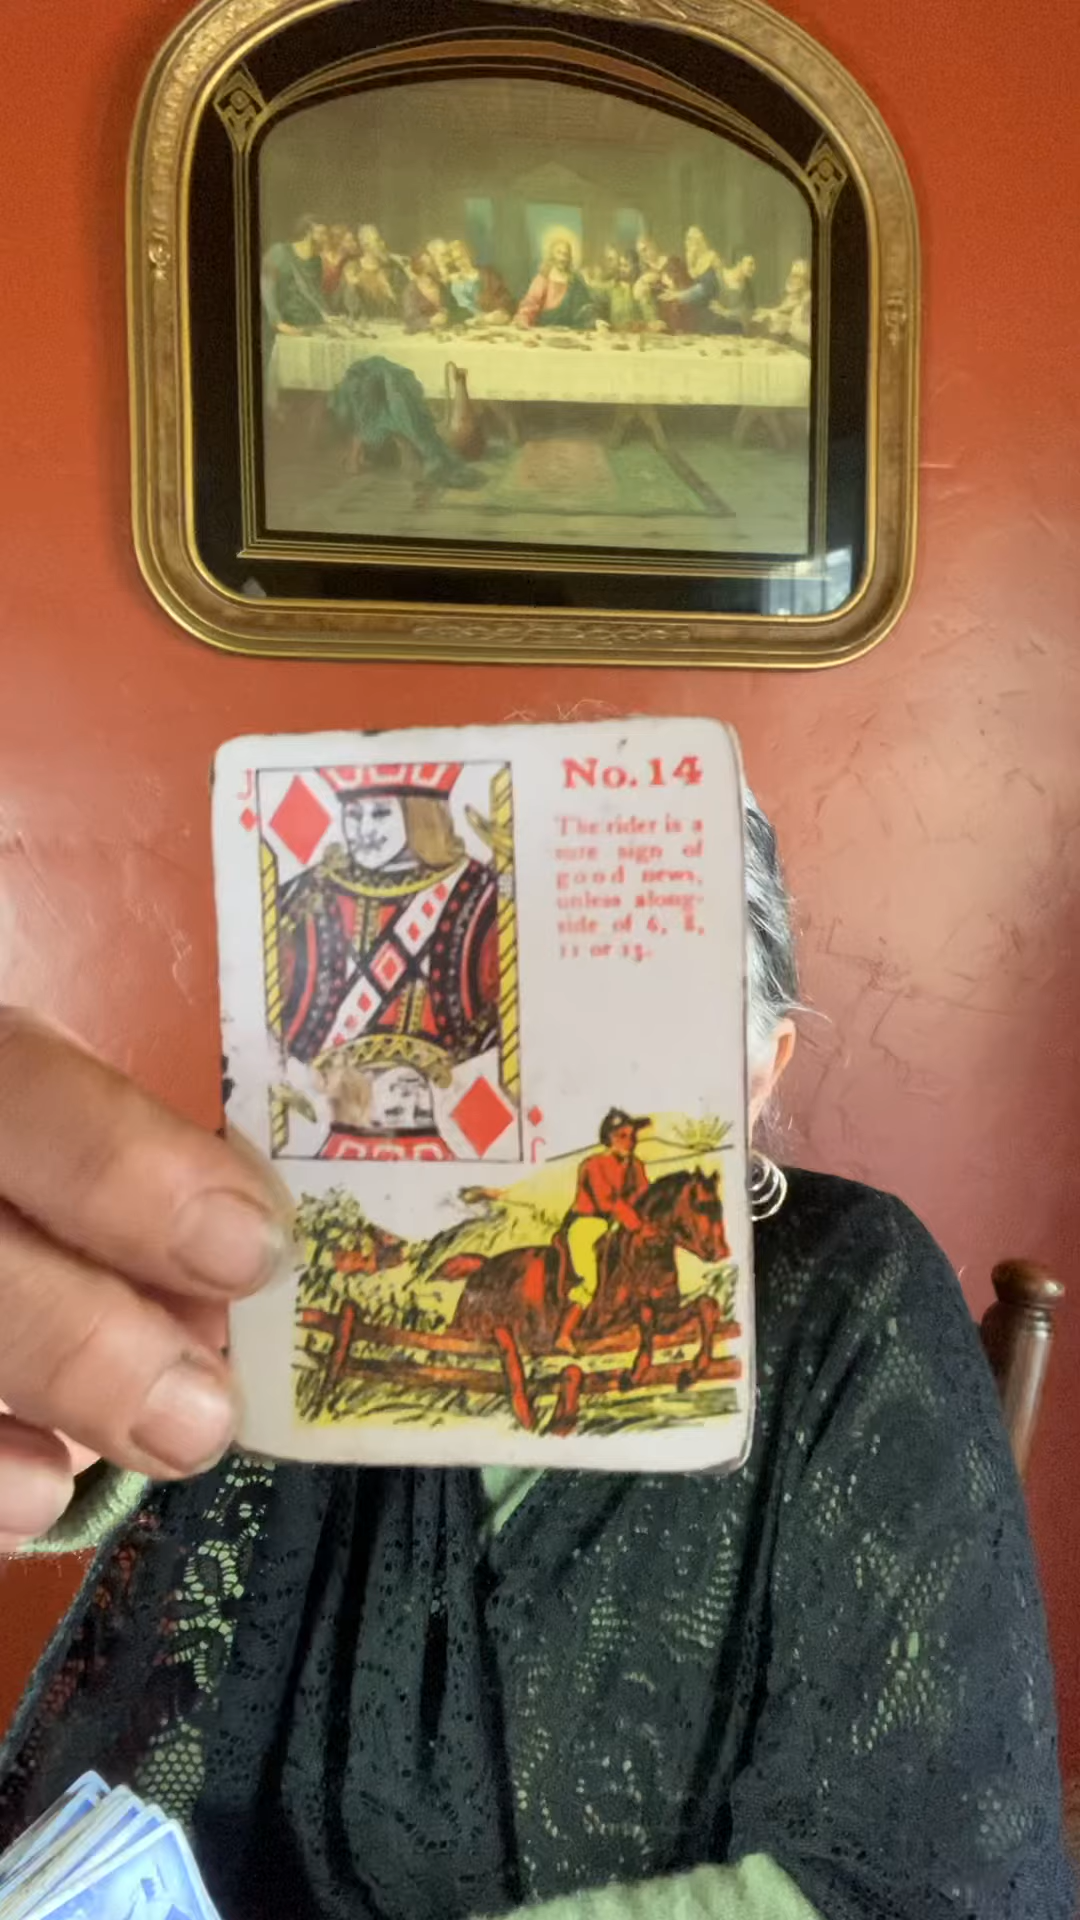 J
No. 14
The rider is a
sure sign of
good news,
unless along-
side of 6, 8,
11 or 13.
J